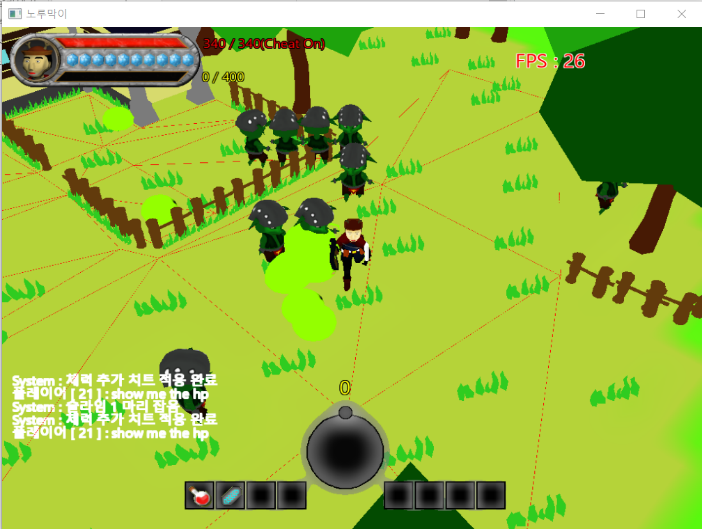 노루막이
340 / 340(Cheat On)
FPS : 26
0 / 400
System : 체력 추가 치트 적용 완료
플레이어 [ 21 ] : show me the hp
System : 슬라임 1 마리 잡음
System : 체력 추가 치트 적용 완료
플레이어 [ 21 ] : show me the hp
0